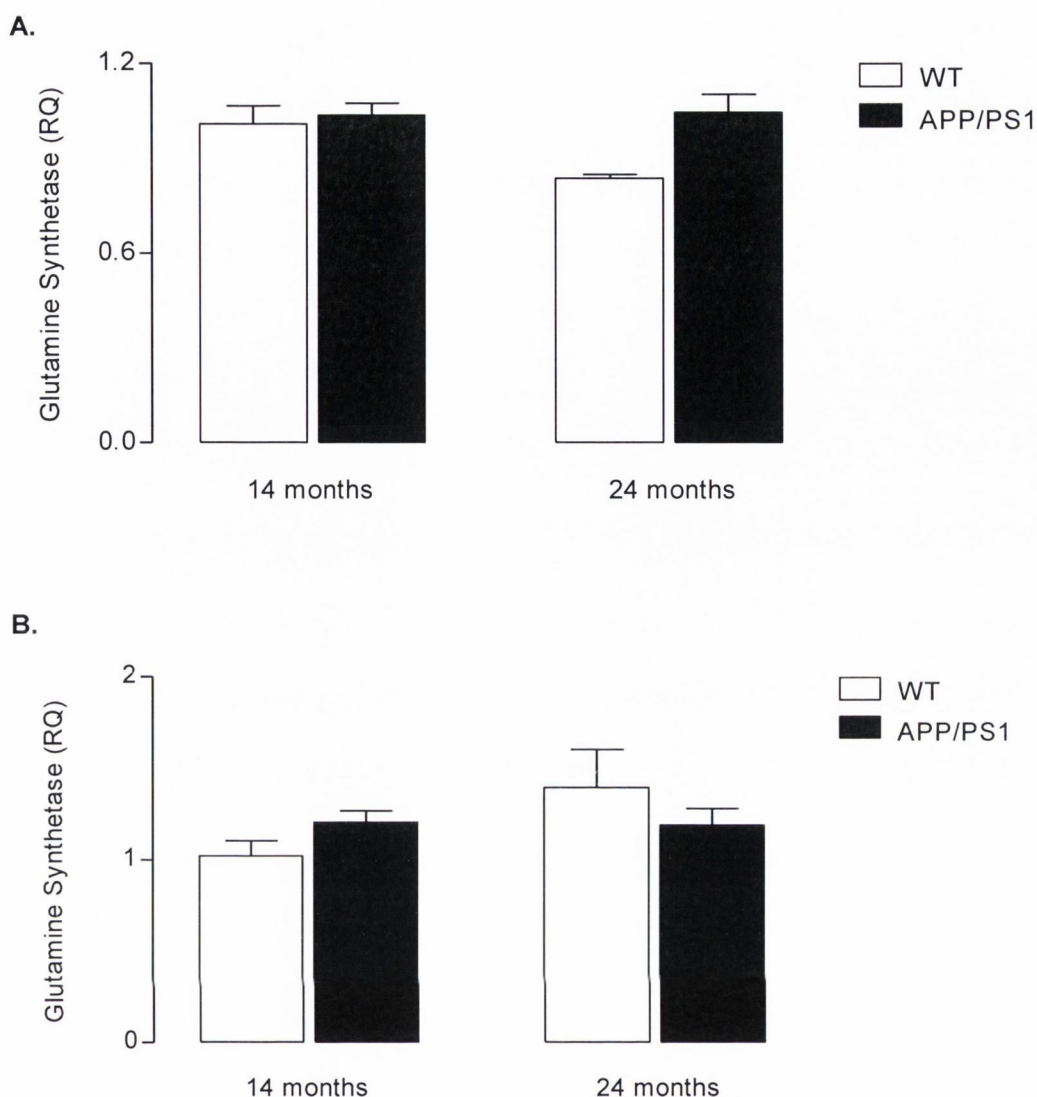 A.
Glutamine Synthetase (RQ)
1.2
0.6
0.0
14 months
24 months
WT
APP/PS1
B.
Glutamine Synthetase (RQ)
2
1
0
14 months
24 months
WT
APP/PS1